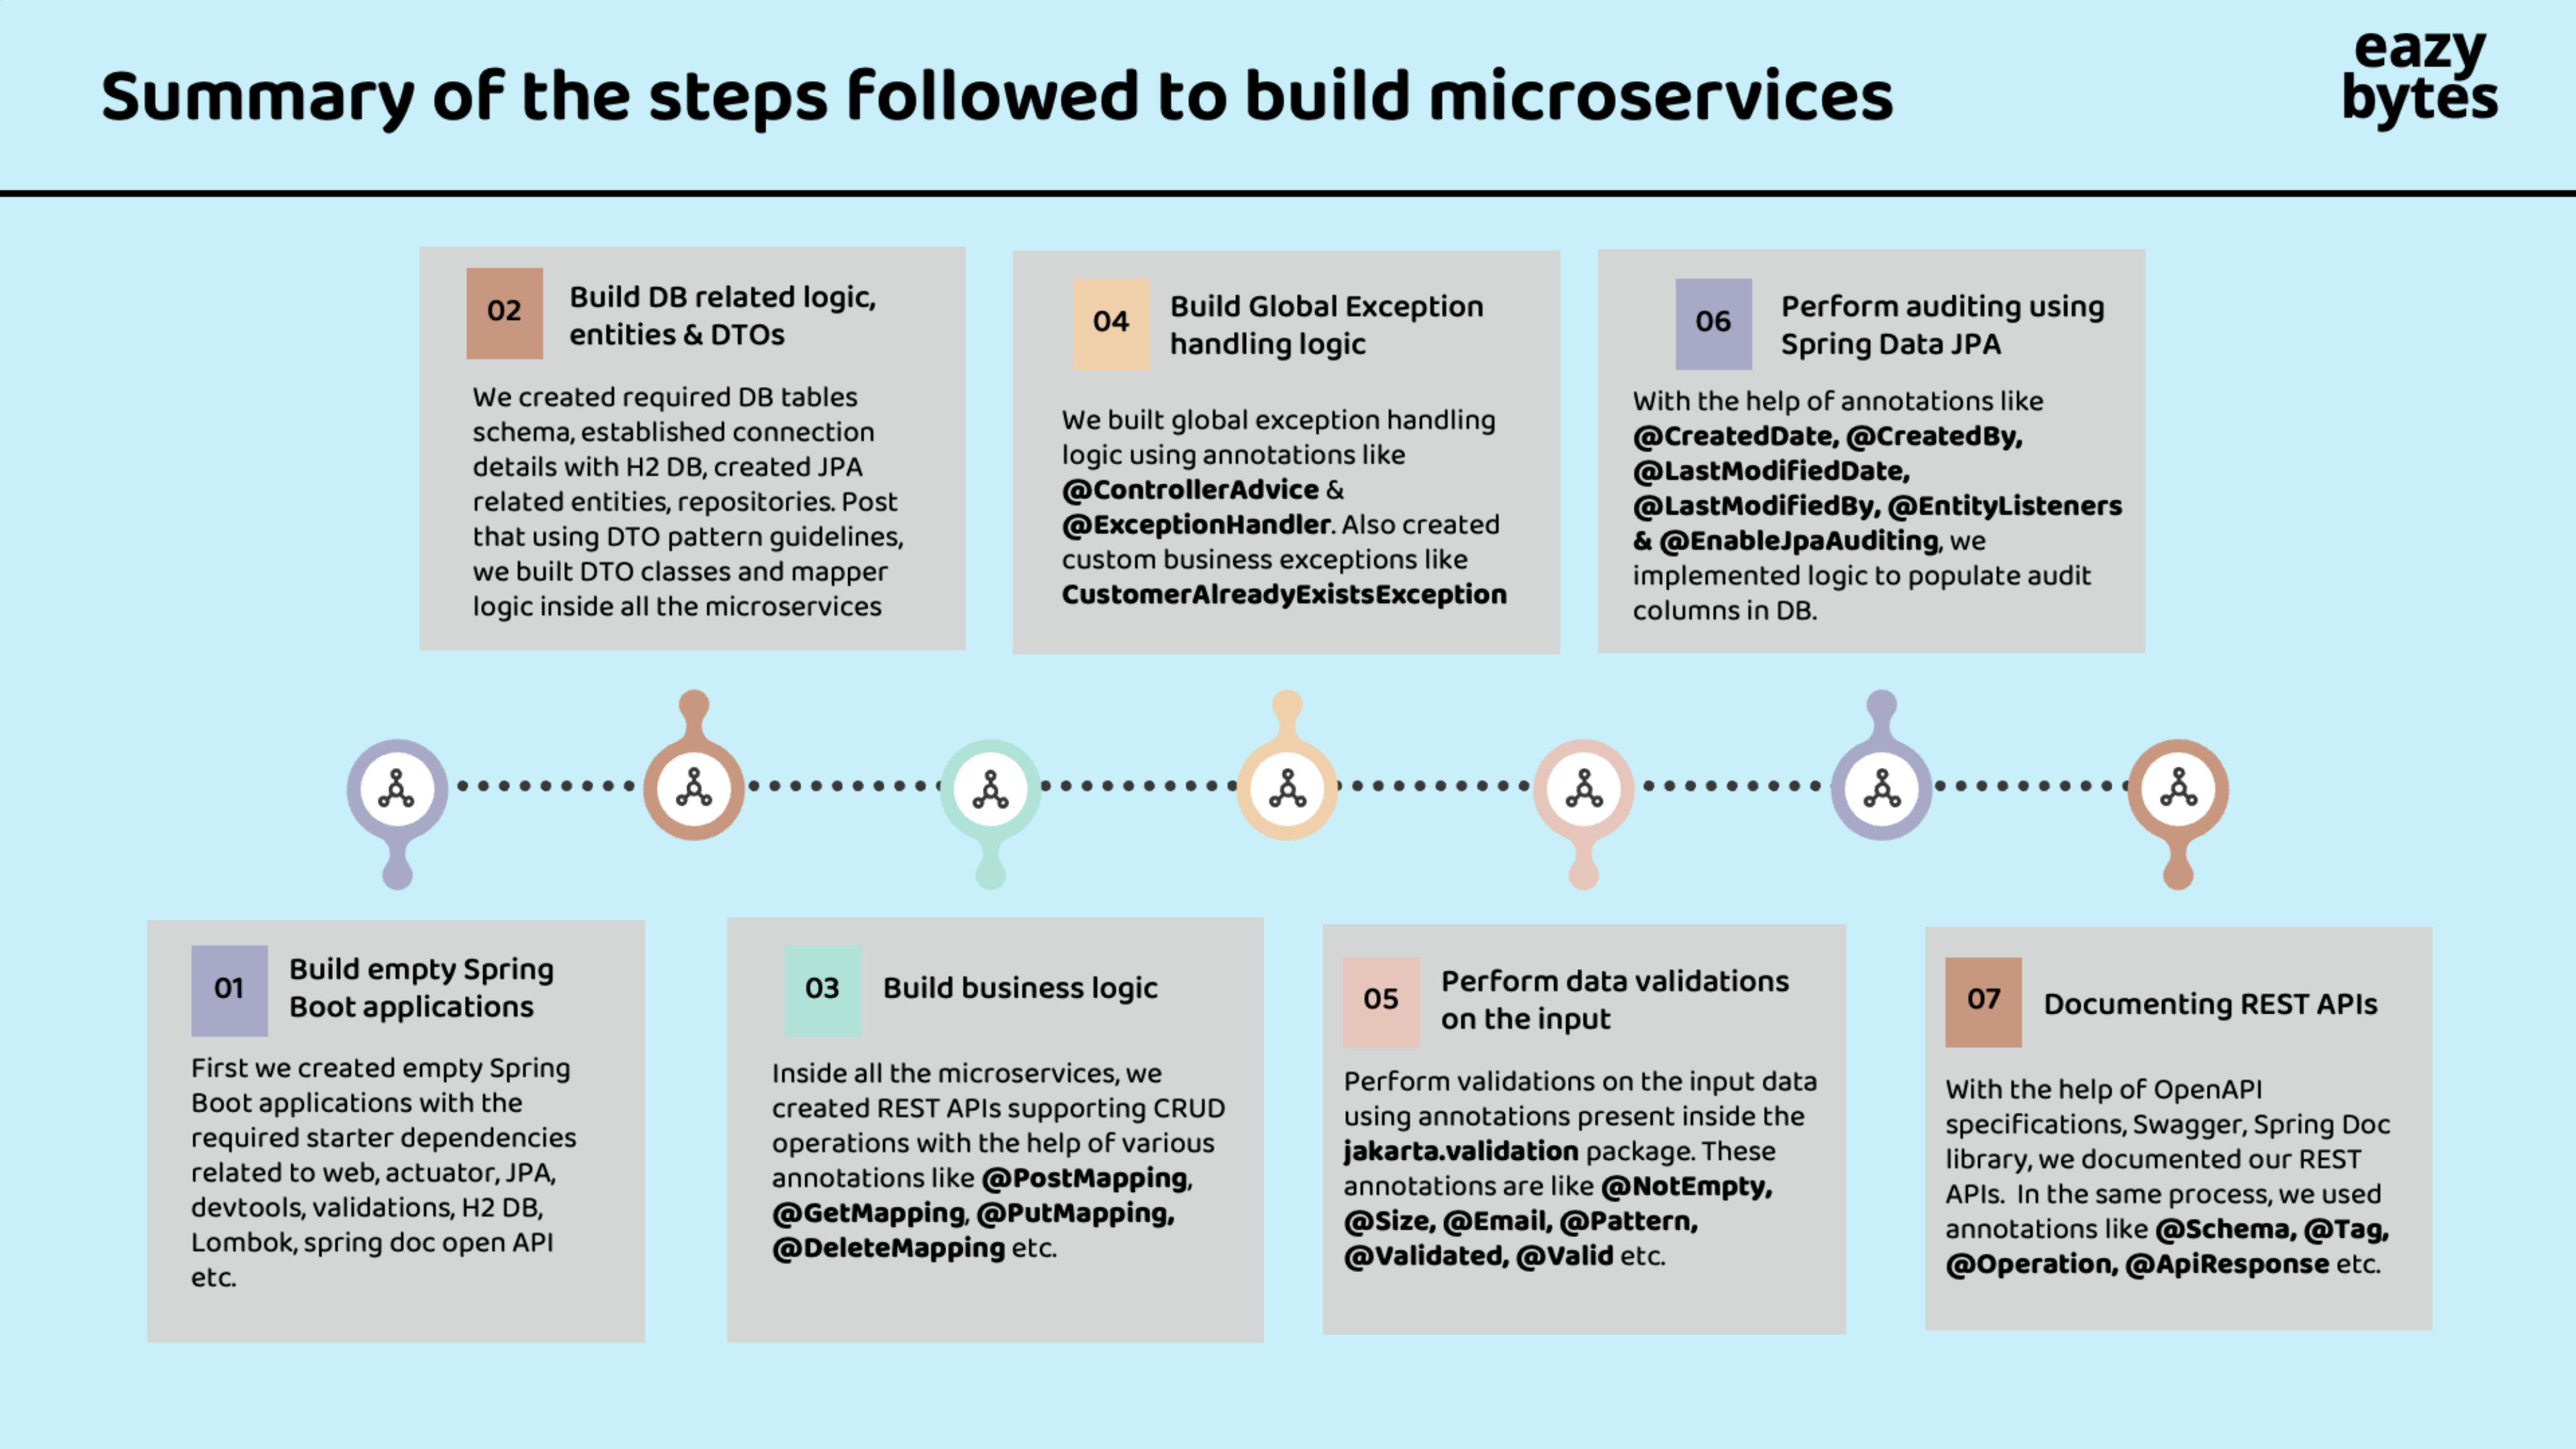 Summary of the steps followed to build microservices
eazy
bytes
02
Build DB related logic,
entities & DTOs
We created required DB tables
schema, established connection
details with H2 DB, created JPA
related entities, repositories. Post
that using DTO pattern guidelines,
we built DTO classes and mapper
logic inside all the microservices
04
Build Global Exception
handling logic
We built global exception handling
logic using annotations like
@ControllerAdvice &
@ExceptionHandler. Also created
custom business exceptions like
CustomerAlreadyExistsException
06
Perform auditing using
Spring Data JPA
With the help of annotations like
@CreatedDate, @CreatedBy,
@LastModifiedDate,
@LastModifiedBy, @EntityListeners
& @EnableJpaAuditing, we
implemented logic to populate audit
columns in DB.
01
Build empty Spring
Boot applications
First we created empty Spring
Boot applications with the
required starter dependencies
related to web, actuator, JPA,
devtools, validations, H2 DB,
Lombok, spring doc open API
etc.
03
Build business logic
Inside all the microservices, we
created REST APIs supporting CRUD
operations with the help of various
annotations like @PostMapping,
@GetMapping, @PutMapping,
@DeleteMapping etc.
05
Perform data validations
on the input
Perform validations on the input data
using annotations present inside the
jakarta.validation package. These
annotations are like @NotEmpty,
@Size, @Email, @Pattern,
@Validated, @Valid etc.
07
Documenting REST APIs
With the help of OpenAPI
specifications, Swagger, Spring Doc
library, we documented our REST
APIs. In the same process, we used
annotations like @Schema, @Tag,
@Operation, @ApiResponse etc.